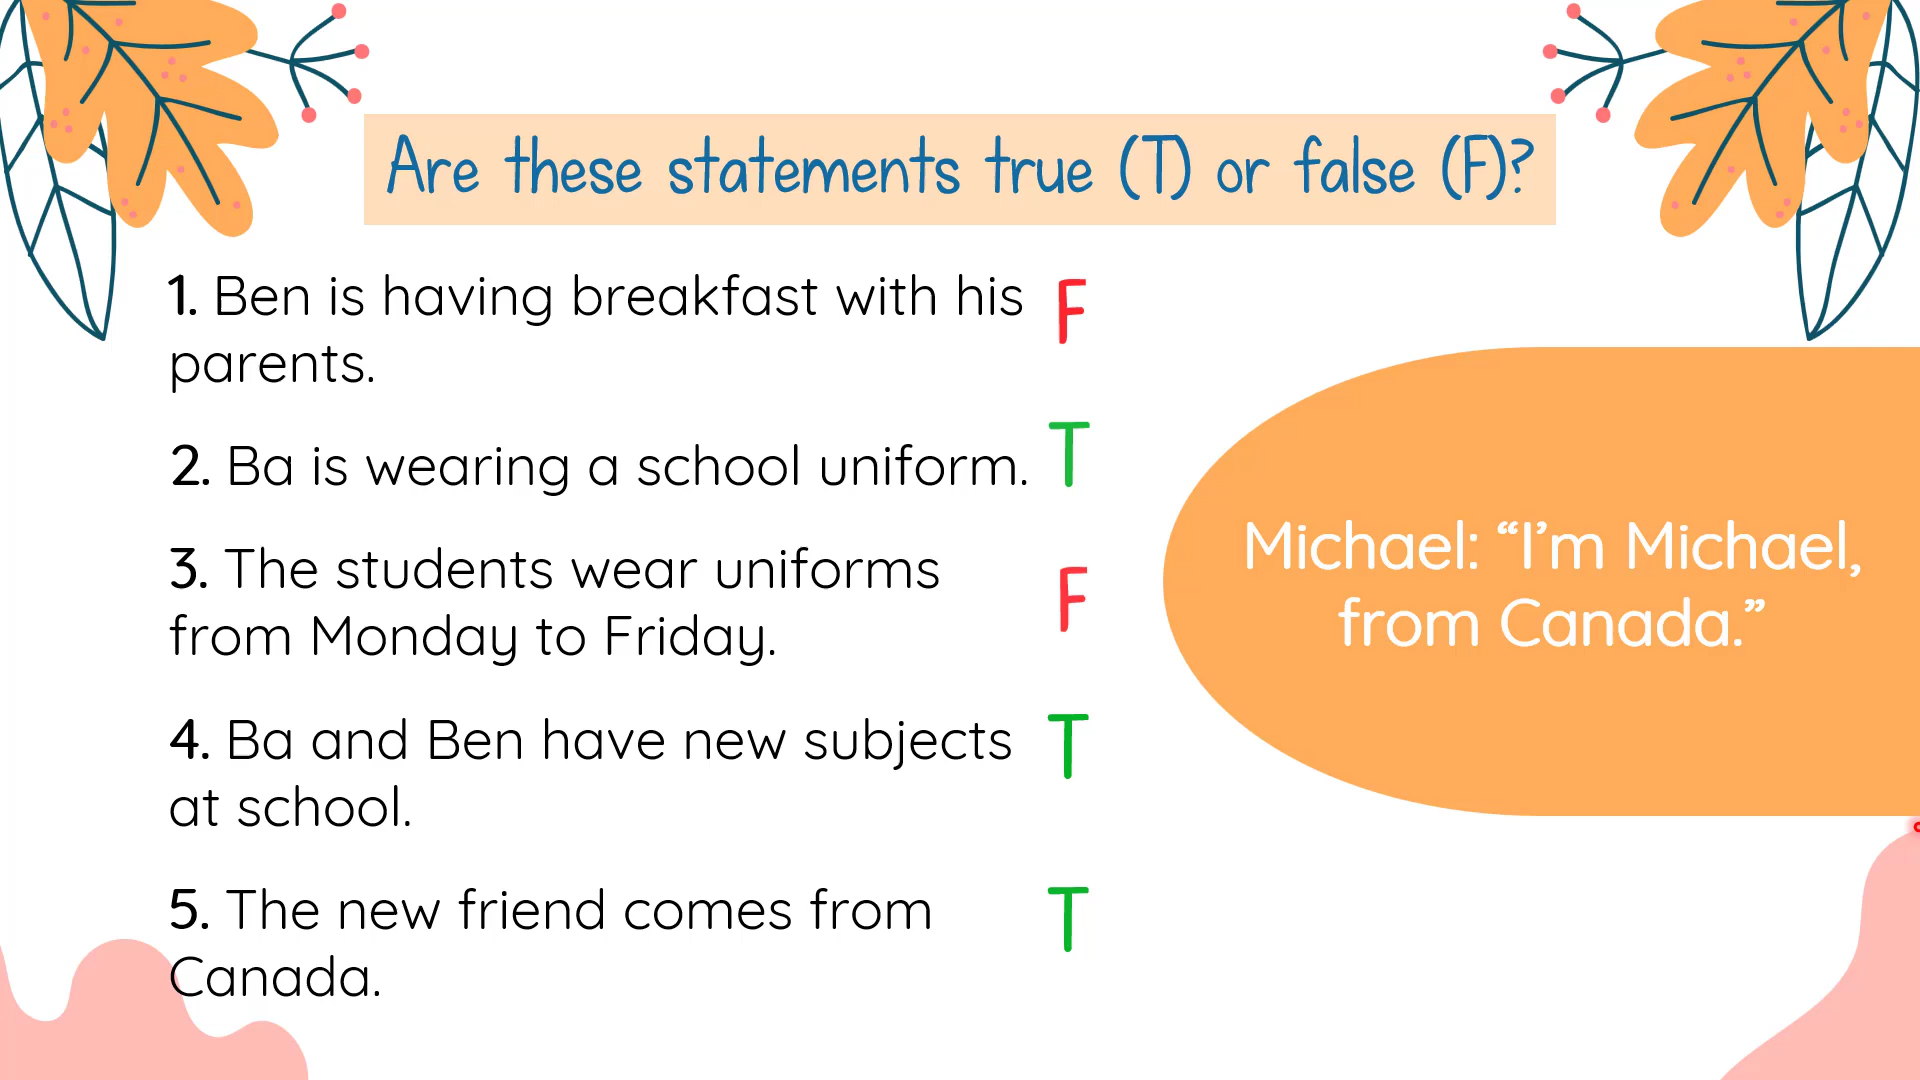 Are these statements true (T) or false (F)?
1. Ben is having breakfast with his F
parents.
2. Ba is wearing a school uniform. T
3. The students wear uniforms F
from Monday to Friday.
4. Ba and Ben have new subjects T
at school.
5. The new friend comes from T
Canada.
Michael: “I’m Michael,
from Canada.”